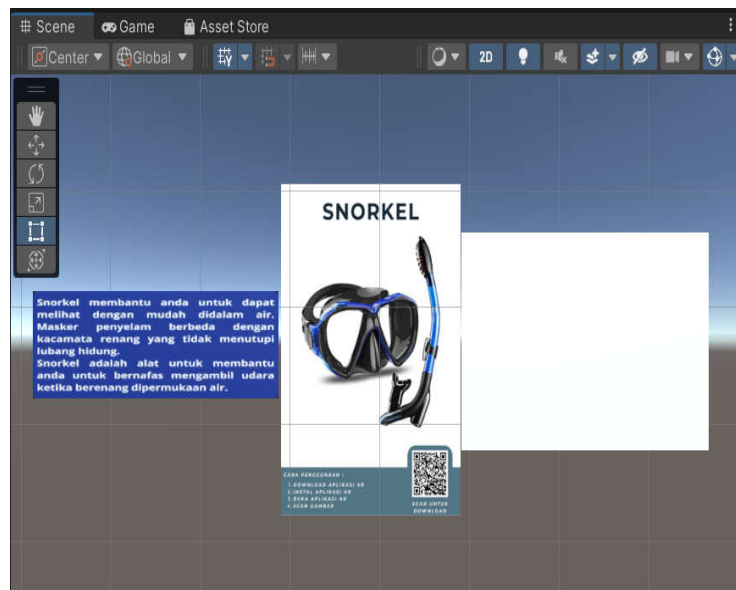 Scene Game Asset Store
Center Global 2D
SNORKEL
Snorkel membantu anda untuk dapat
melihat dengan mudah didalam air.
Masker penyelam berbeda dengan
kacamata renang yang tidak menutupi
lubang hidung.
Snorkel adalah alat untuk membantu
anda untuk bernafas mengambil udara
ketika berenang dipermukaan air.
CARA PENGGUNAAN :
1. DOWNLOAD APLIKASI AR
2. INSTAL APLIKASI AR
3. BUKA APLIKASI AR
4. SCAN GAMBAR
SCAN UNTUK
DOWNLOAD